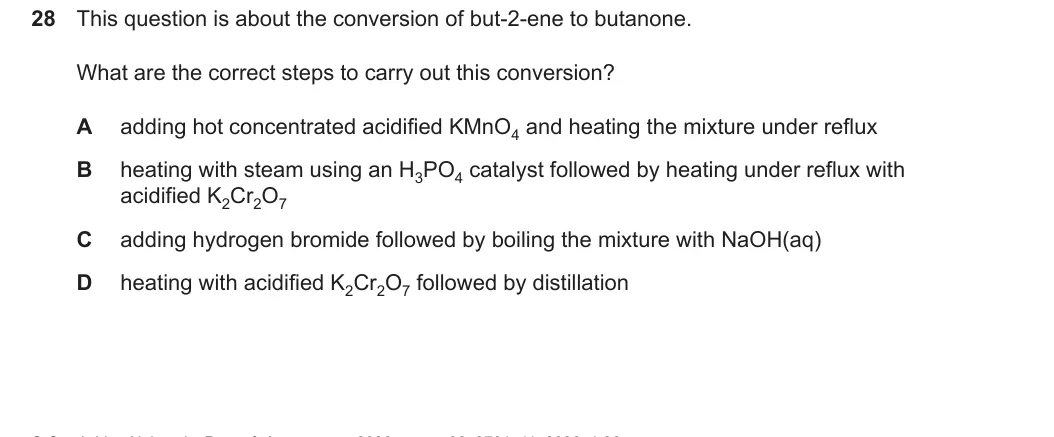 28 This question is about the conversion of but-2-ene to butanone.
What are the correct steps to carry out this conversion?
A adding hot concentrated acidified KMnO₄ and heating the mixture under reflux
B heating with steam using an H₃PO₄ catalyst followed by heating under reflux with
acidified K₂Cr₂O₇
C adding hydrogen bromide followed by boiling the mixture with NaOH(aq)
D heating with acidified K₂Cr₂O₇ followed by distillation